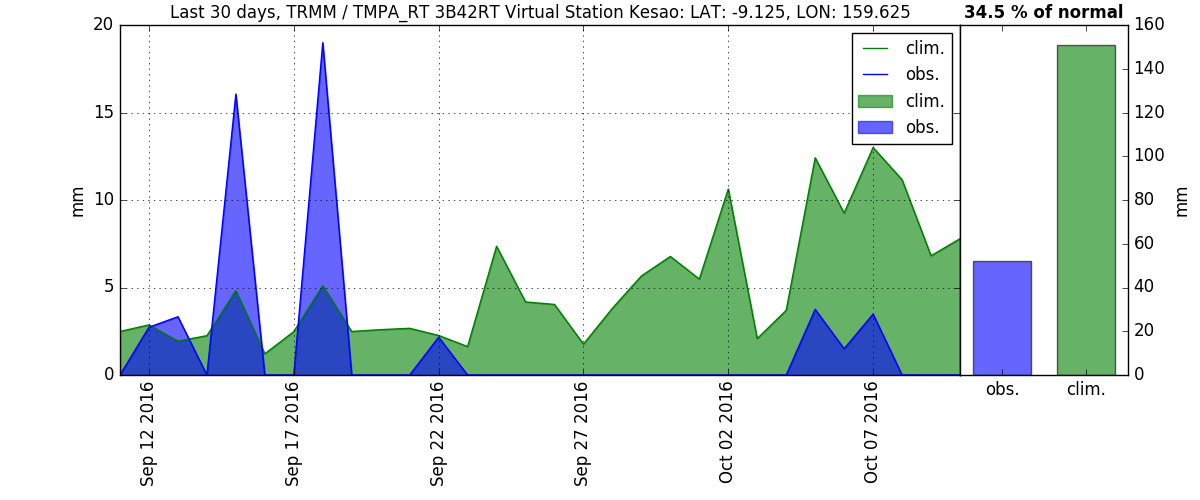 Last 30 days, TRMM / TMPA_RT 3B42RT Virtual Station Kesao: LAT: -9.125, LON: 159.625
34.5 % of normal
20
15
10
5
0
mm
clim.
obs.
clim.
obs.
160
140
120
100
80
60
40
20
0
mm
obs.
clim.
Sep 12 2016
Sep 17 2016
Sep 22 2016
Sep 27 2016
Oct 02 2016
Oct 07 2016